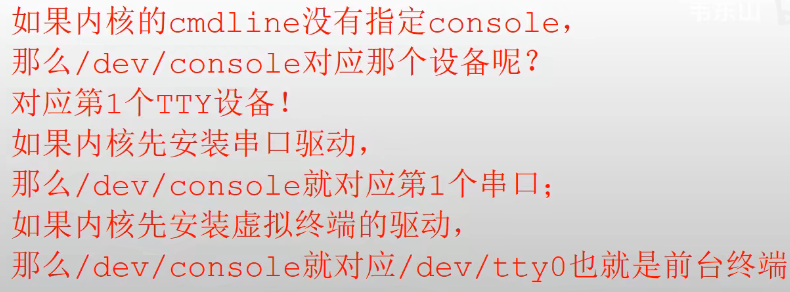 如果内核的cmdline没有指定console,
那么/dev/console对应那个设备呢？
对应第1个TTY设备！
如果内核先安装串口驱动,
那么/dev/console就对应第1个串口;
如果内核先安装虚拟终端的驱动,
那么/dev/console就对应/dev/tty0也就是前台终端
韦东山